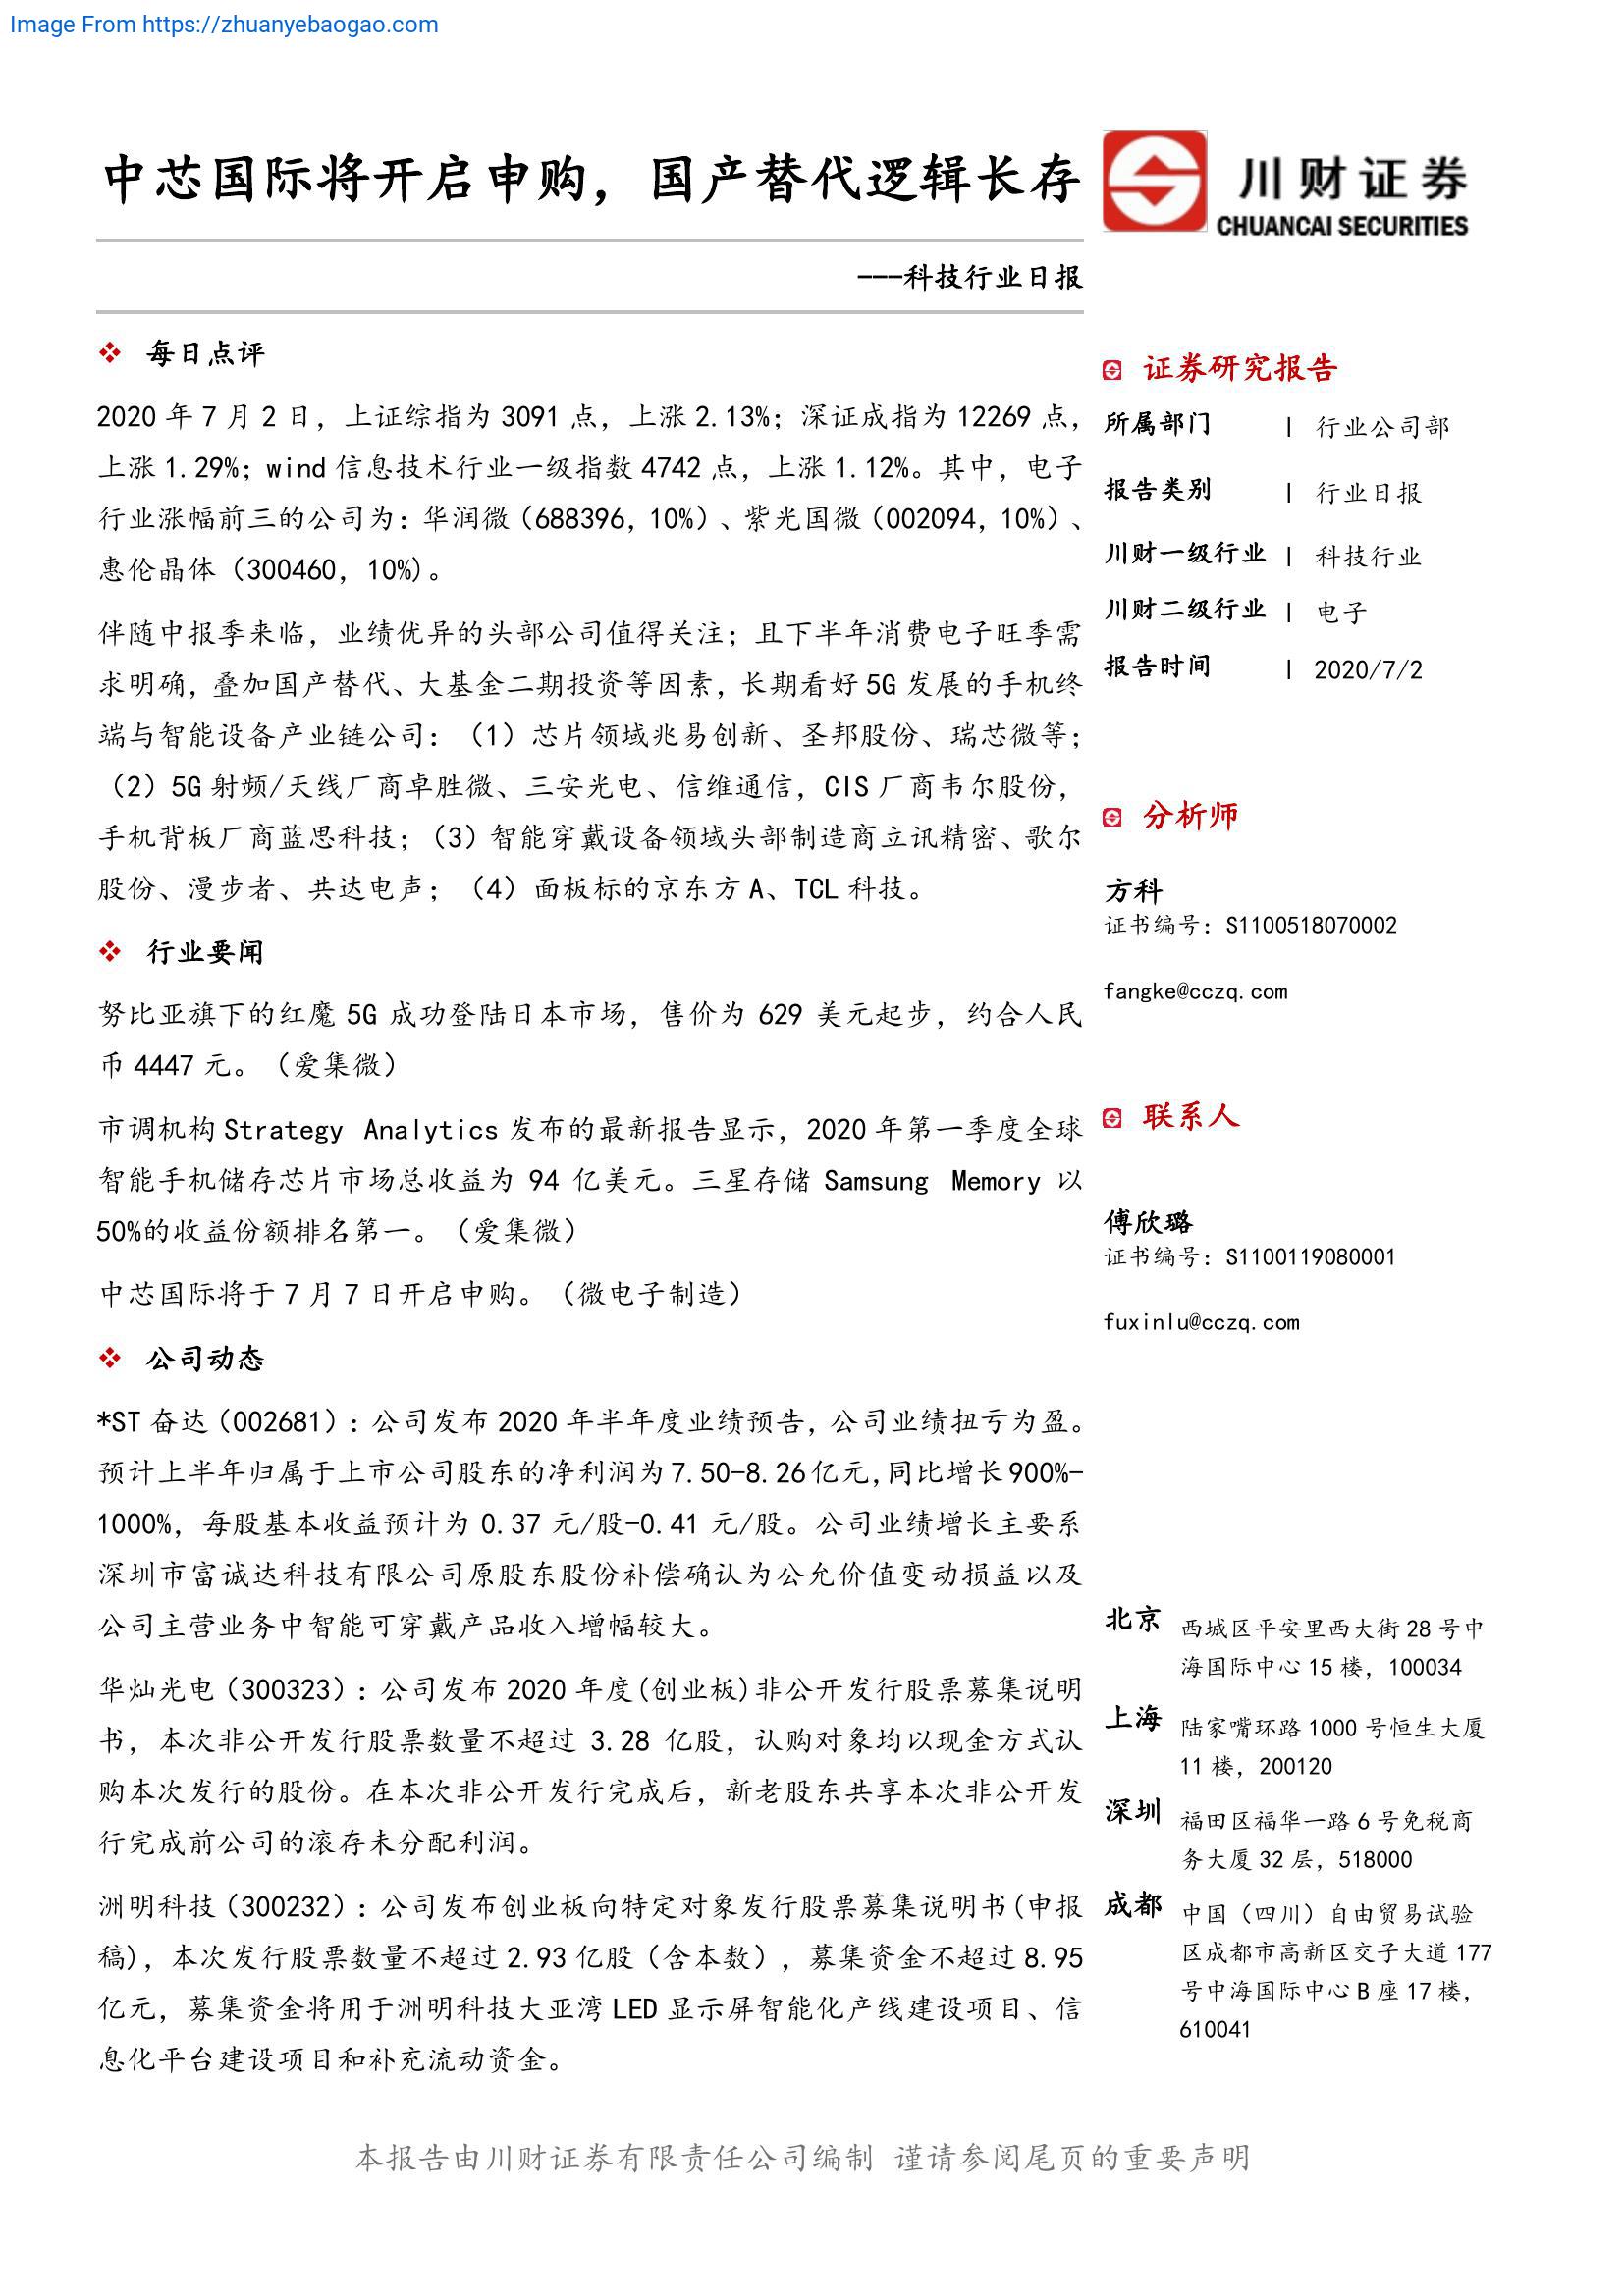 Image From https://zhuanyebaogao.com
中芯国际将开启申购，国产替代逻辑长存
川财证券
CHUANCAI SECURITIES
---科技行业日报
❖ 每日点评
2020 年 7 月 2 日，上证综指为 3091 点，上涨 2.13%；深证成指为 12269 点，
上涨 1.29%；wind 信息技术行业一级指数 4742 点，上涨 1.12%。其中，电子
行业涨幅前三的公司为：华润微（688396，10%）、紫光国微（002094，10%）、
惠伦晶体（300460，10%)。
伴随中报季来临，业绩优异的头部公司值得关注；且下半年消费电子旺季需
求明确，叠加国产替代、大基金二期投资等因素，长期看好 5G 发展的手机终
端与智能设备产业链公司：（1）芯片领域兆易创新、圣邦股份、瑞芯微等；
（2）5G 射频/天线厂商卓胜微、三安光电、信维通信，CIS 厂商韦尔股份，
手机背板厂商蓝思科技；（3）智能穿戴设备领域头部制造商立讯精密、歌尔
股份、漫步者、共达电声；（4）面板标的京东方 A、TCL 科技。
❖ 行业要闻
努比亚旗下的红魔 5G 成功登陆日本市场，售价为 629 美元起步，约合人民
币 4447 元。（爱集微）
市调机构 Strategy Analytics 发布的最新报告显示，2020 年第一季度全球
智能手机储存芯片市场总收益为 94 亿美元。三星存储 Samsung Memory 以
50%的收益份额排名第一。（爱集微）
中芯国际将于 7 月 7 日开启申购。（微电子制造）
❖ 公司动态
*ST 奋达（002681）：公司发布 2020 年半年度业绩预告，公司业绩扭亏为盈。
预计上半年归属于上市公司股东的净利润为 7.50-8.26 亿元,同比增长 900%-
1000%，每股基本收益预计为 0.37 元/股-0.41 元/股。公司业绩增长主要系
深圳市富诚达科技有限公司原股东股份补偿确认为公允价值变动损益以及
公司主营业务中智能可穿戴产品收入增幅较大。
华灿光电（300323）：公司发布 2020 年度(创业板)非公开发行股票募集说明
书，本次非公开发行股票数量不超过 3.28 亿股，认购对象均以现金方式认
购本次发行的股份。在本次非公开发行完成后，新老股东共享本次非公开发
行完成前公司的滚存未分配利润。
洲明科技（300232）：公司发布创业板向特定对象发行股票募集说明书(申报
稿)，本次发行股票数量不超过 2.93 亿股（含本数），募集资金不超过 8.95
亿元，募集资金将用于洲明科技大亚湾 LED 显示屏智能化产线建设项目、信
息化平台建设项目和补充流动资金。
证券研究报告
所属部门 | 行业公司部
报告类别 | 行业日报
川财一级行业 | 科技行业
川财二级行业 | 电子
报告时间 | 2020/7/2
分析师
方科
证书编号：S1100518070002
fangke@cczq.com
联系人
傅欣璐
证书编号：S1100119080001
fuxinlu@cczq.com
北京 西城区平安里西大街 28 号中
海国际中心 15 楼，100034
上海 陆家嘴环路 1000 号恒生大厦
11 楼，200120
深圳 福田区福华一路 6 号免税商
务大厦 32 层，518000
成都 中国（四川）自由贸易试验
区成都市高新区交子大道 177
号中海国际中心 B 座 17 楼，
610041
本报告由川财证券有限责任公司编制 谨请参阅尾页的重要声明